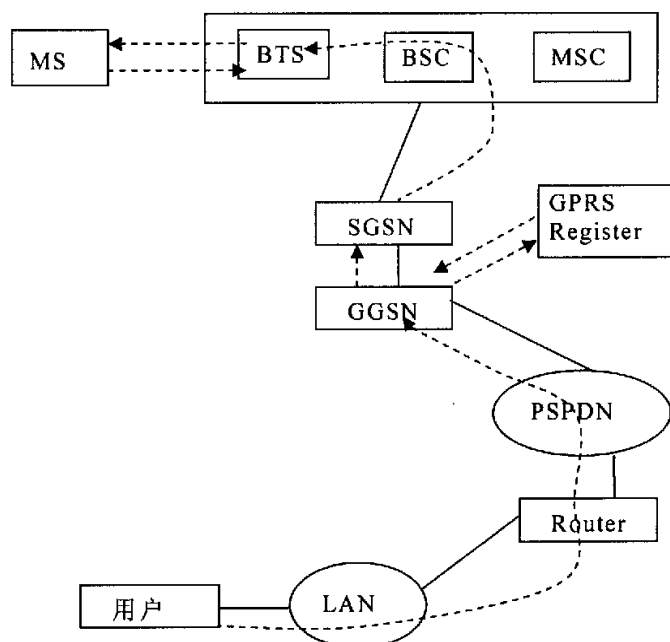 MS
BTS
BSC
MSC
SGSN
GPRS
Register
GGSN
PSPDN
Router
用户
LAN